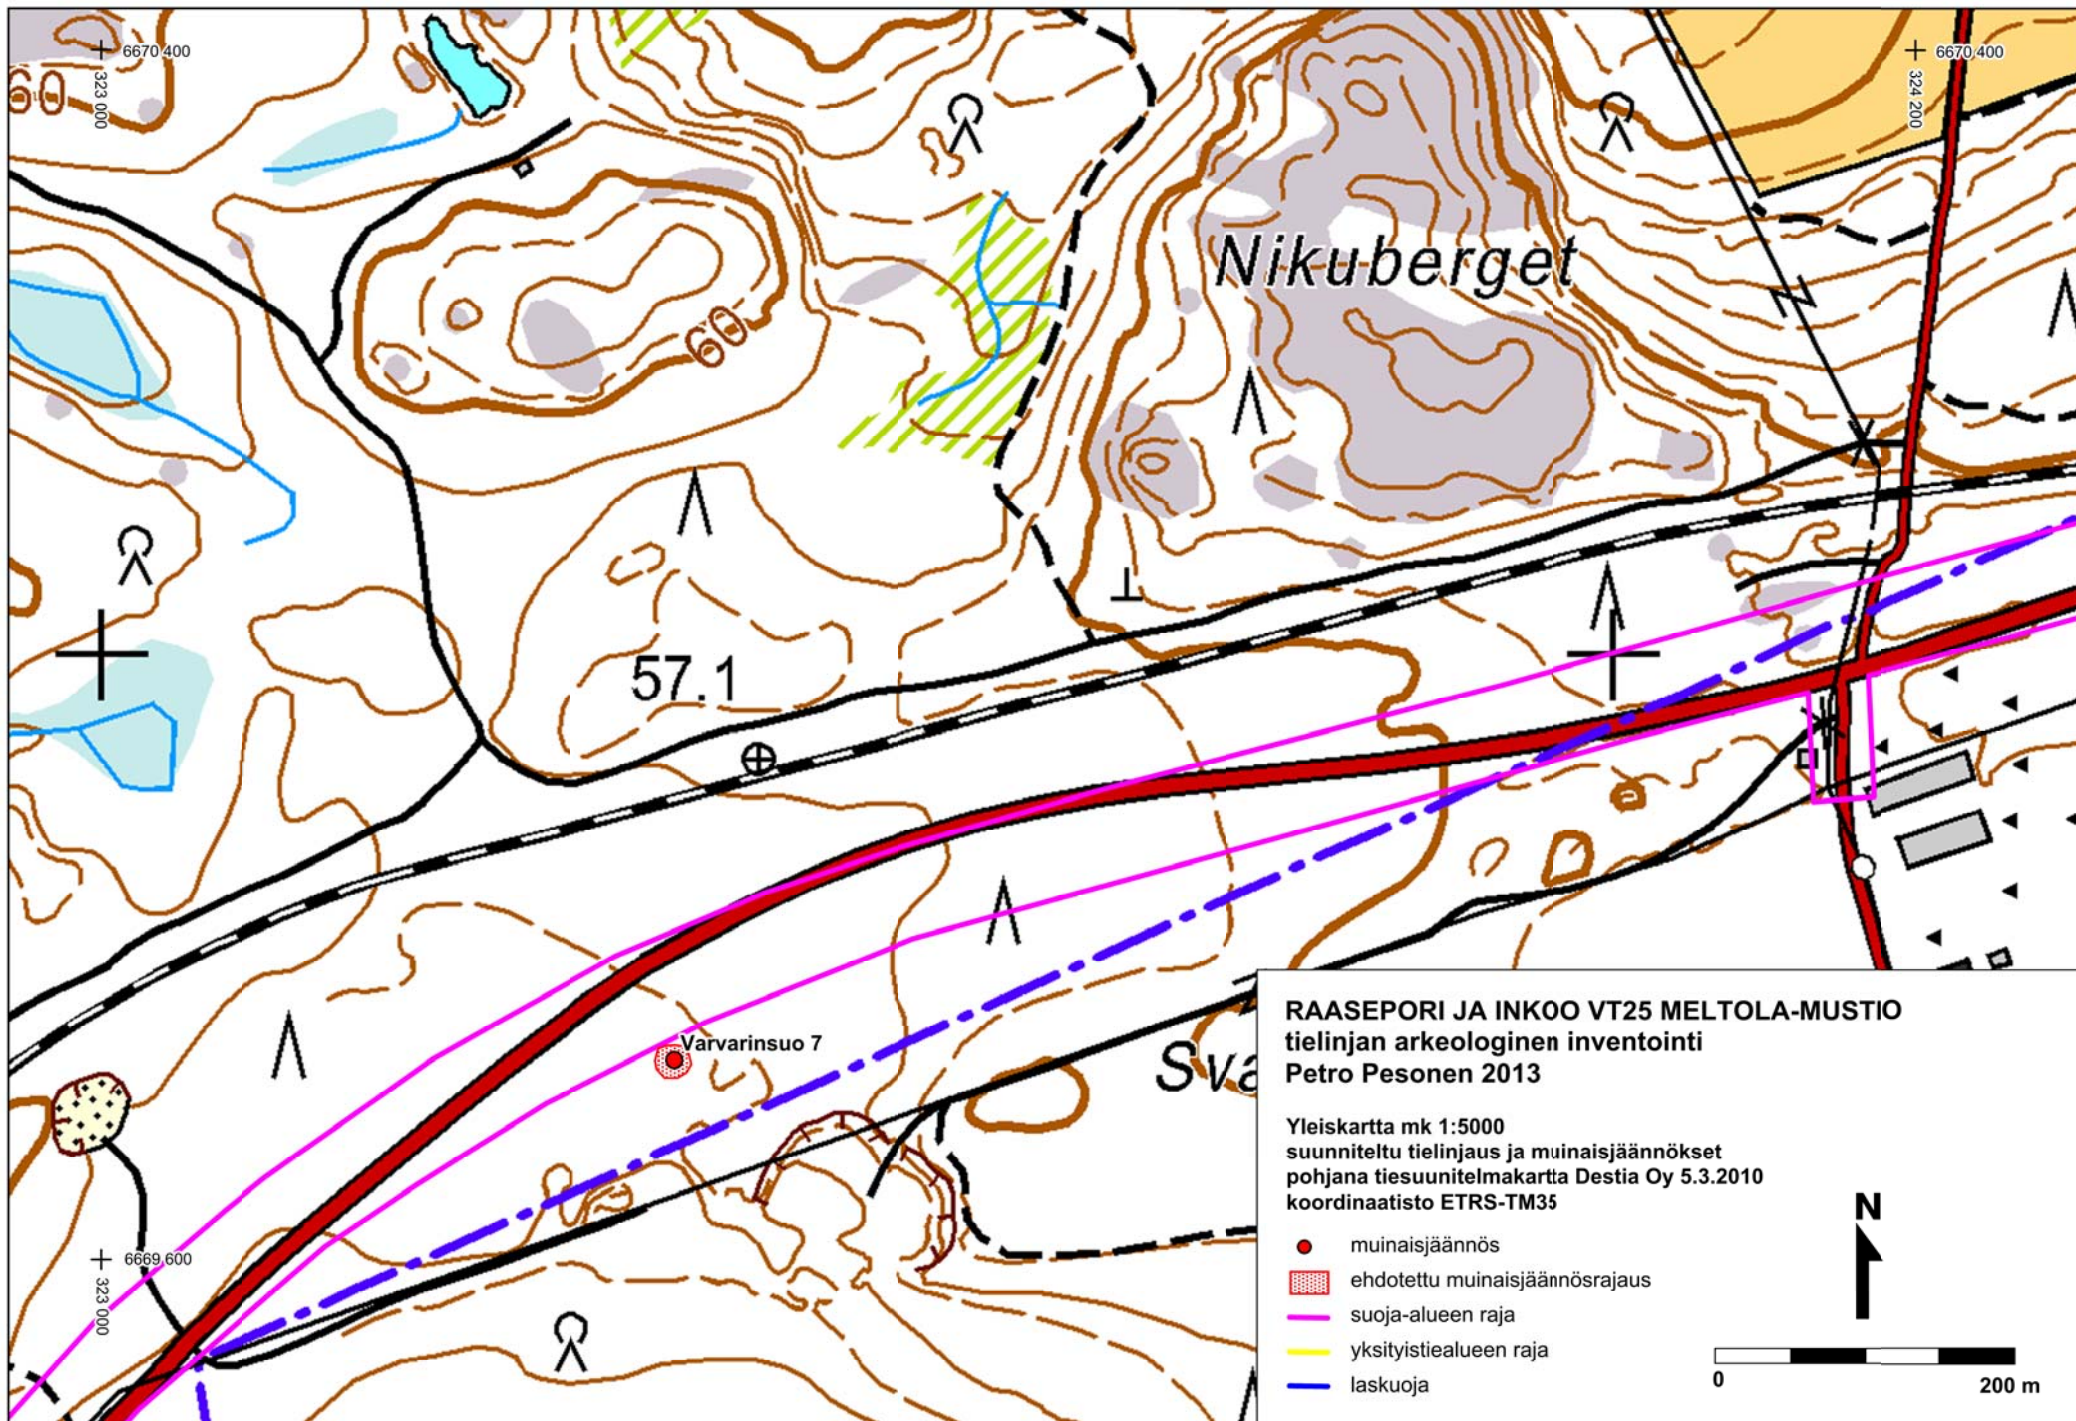 6670 400
323 000
6670 400
324 200
60
Nikuberget
60
57.1
Varvarinsuo 7
Sva
6669 600
323 000
RAASEPORI JA INKOO VT25 MELTOLA-MUSTIO
tielinjan arkeologinen inventointi
Petro Pesonen 2013
Yleiskartta mk 1:5000
suunniteltu tielinjaus ja muinaisjäännökset
pohjana tiesuunitelmakartta Destia Oy 5.3.2010
koordinaatisto ETRS-TM35
muinaisjäännös
ehdotettu muinaisjäännösrajaus
suoja-alueen raja
yksityistiealueen raja
laskuoja
N
0 200 m